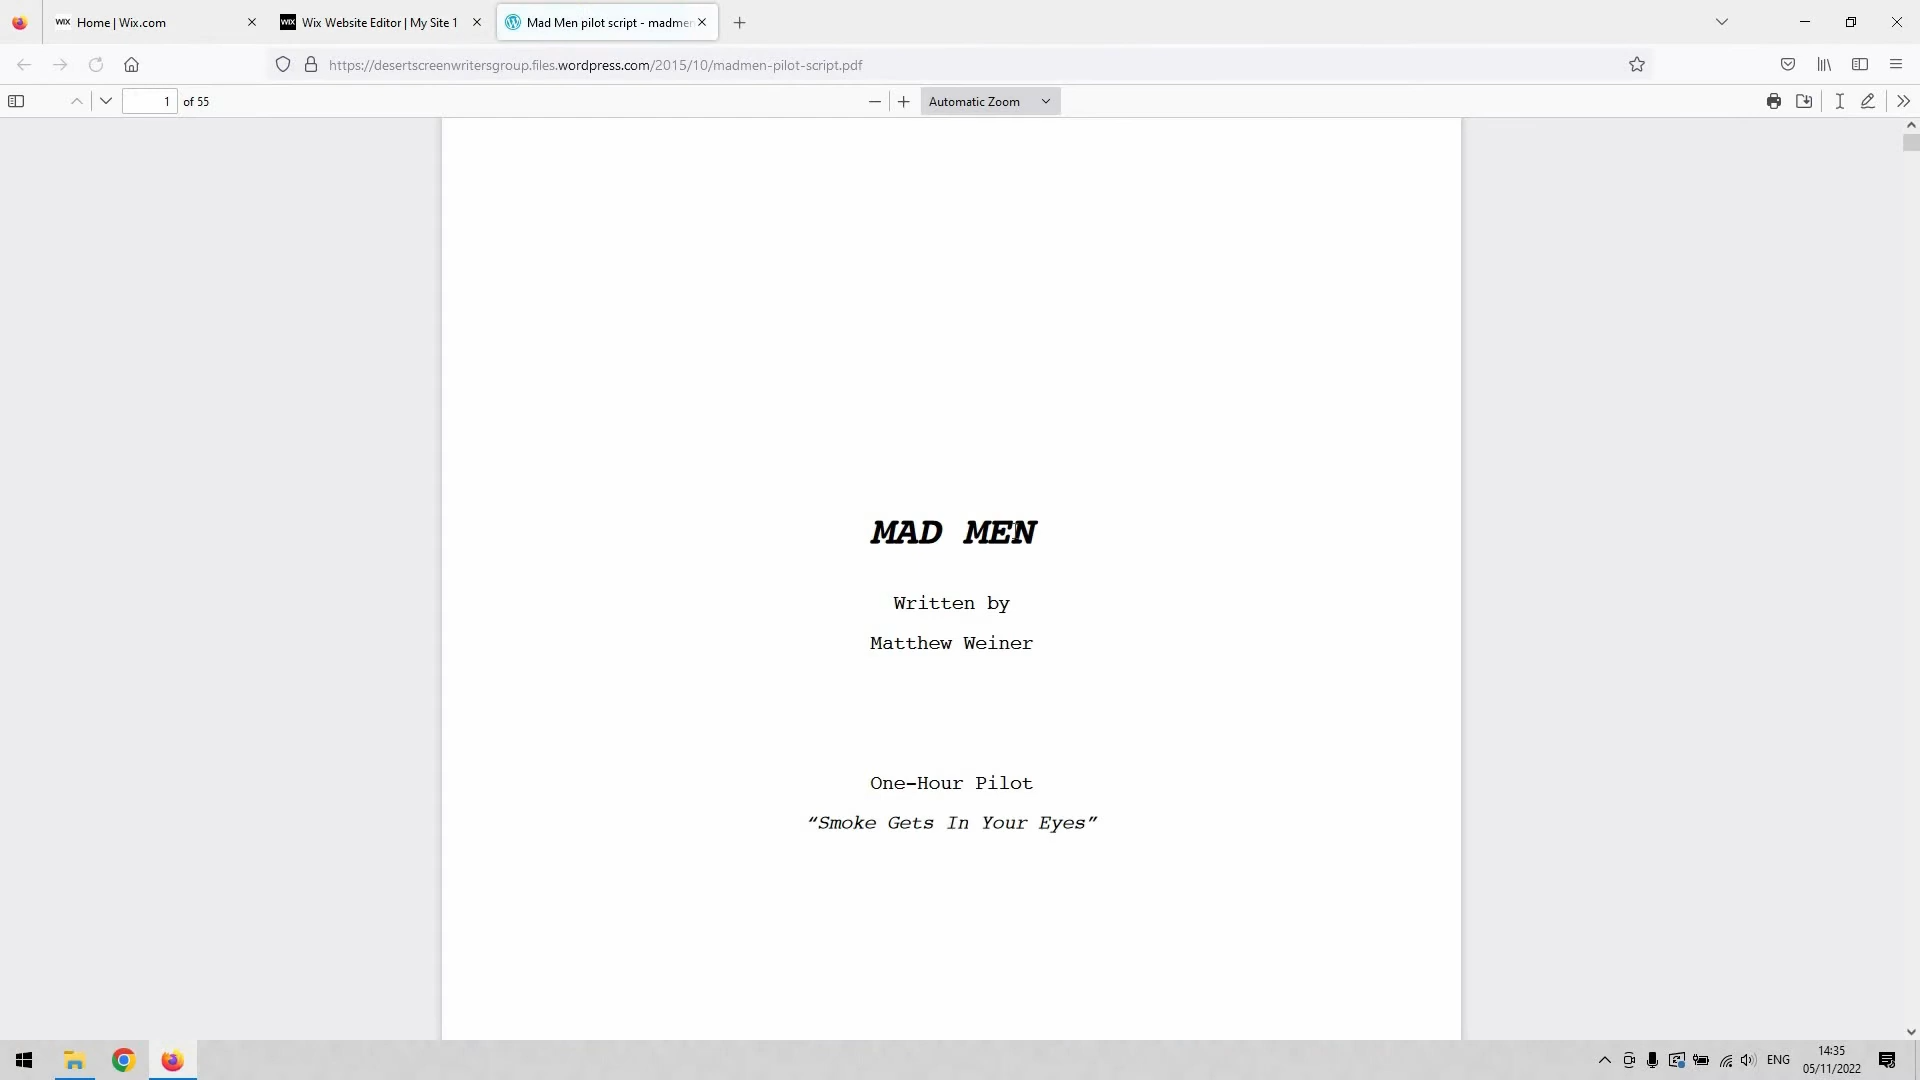 WIX Home | Wix.com
WIX Wix Website Editor | My Site 1
Mad Men pilot script - madmen
https://desertscreenwritersgroup.files.wordpress.com/2015/10/madmen-pilot-script.pdf
1 of 55
Automatic Zoom
MAD MEN
Written by
Matthew Weiner
One-Hour Pilot
“Smoke Gets In Your Eyes”
ENG
14:35
05/11/2022